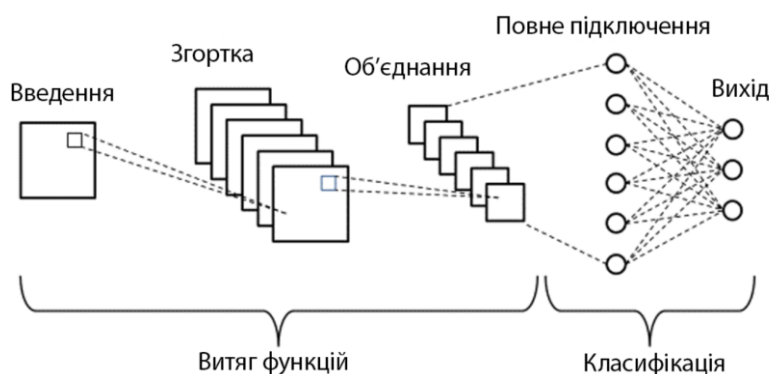 Повне підключення
Згортка
Об’єднання
Вихід
Введення
Витяг функцій
Класифікація